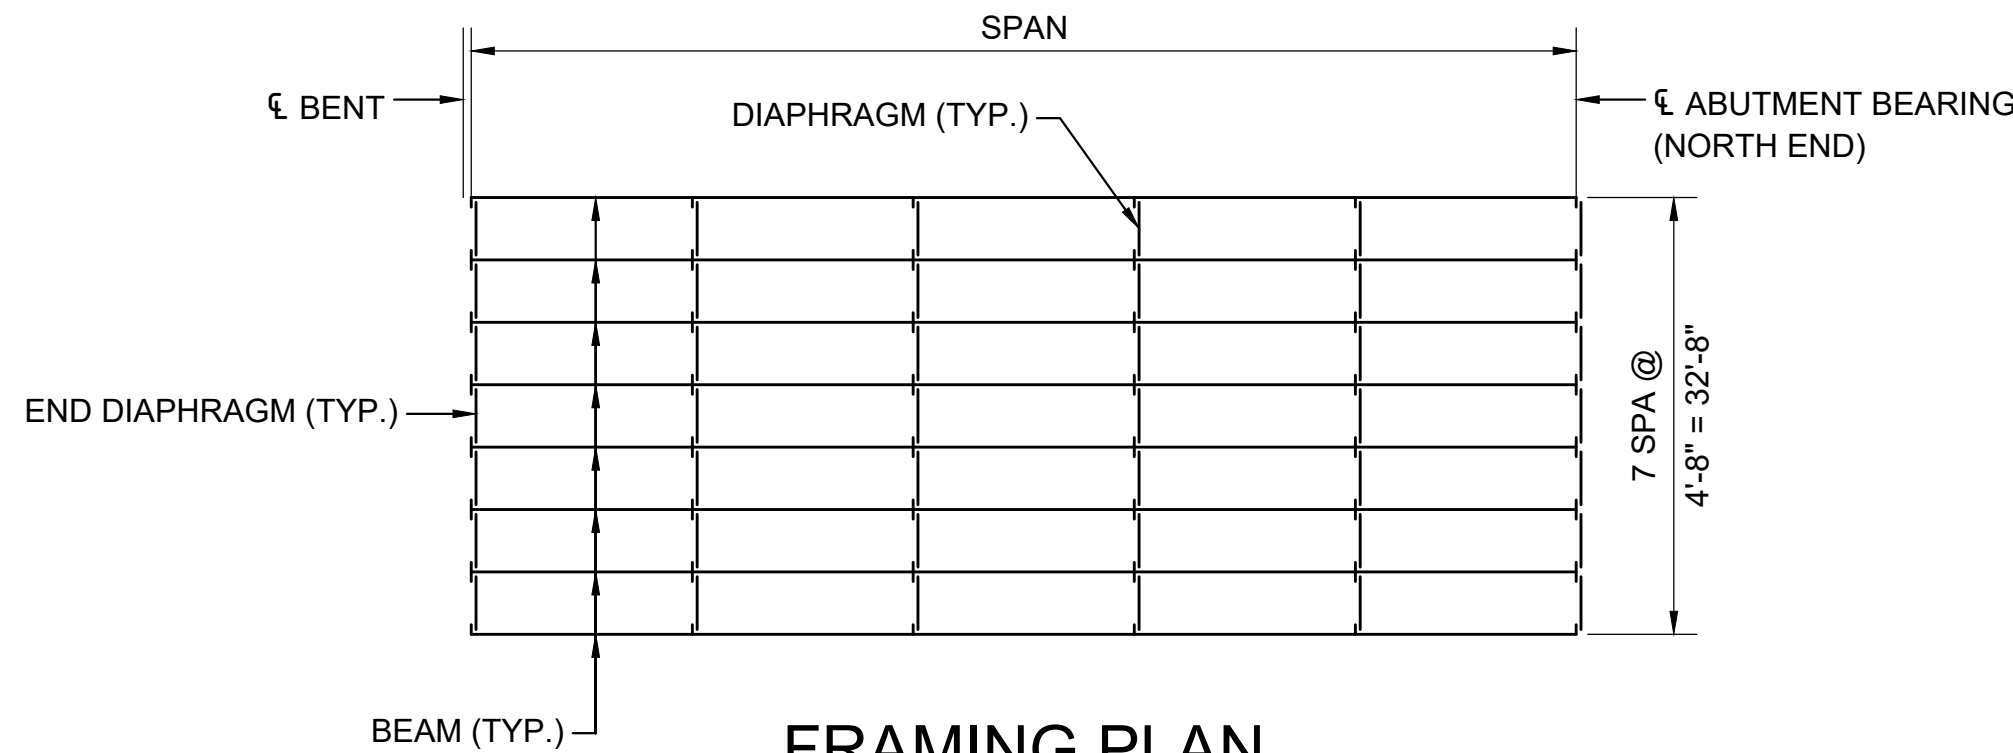 SPAN
℄ BENT
DIAPHRAGM (TYP.)
℄ ABUTMENT BEARING
(NORTH END)
END DIAPHRAGM (TYP.)
7 SPA @
4'-8" = 32'-8"
BEAM (TYP.)
FRAMING PLAN